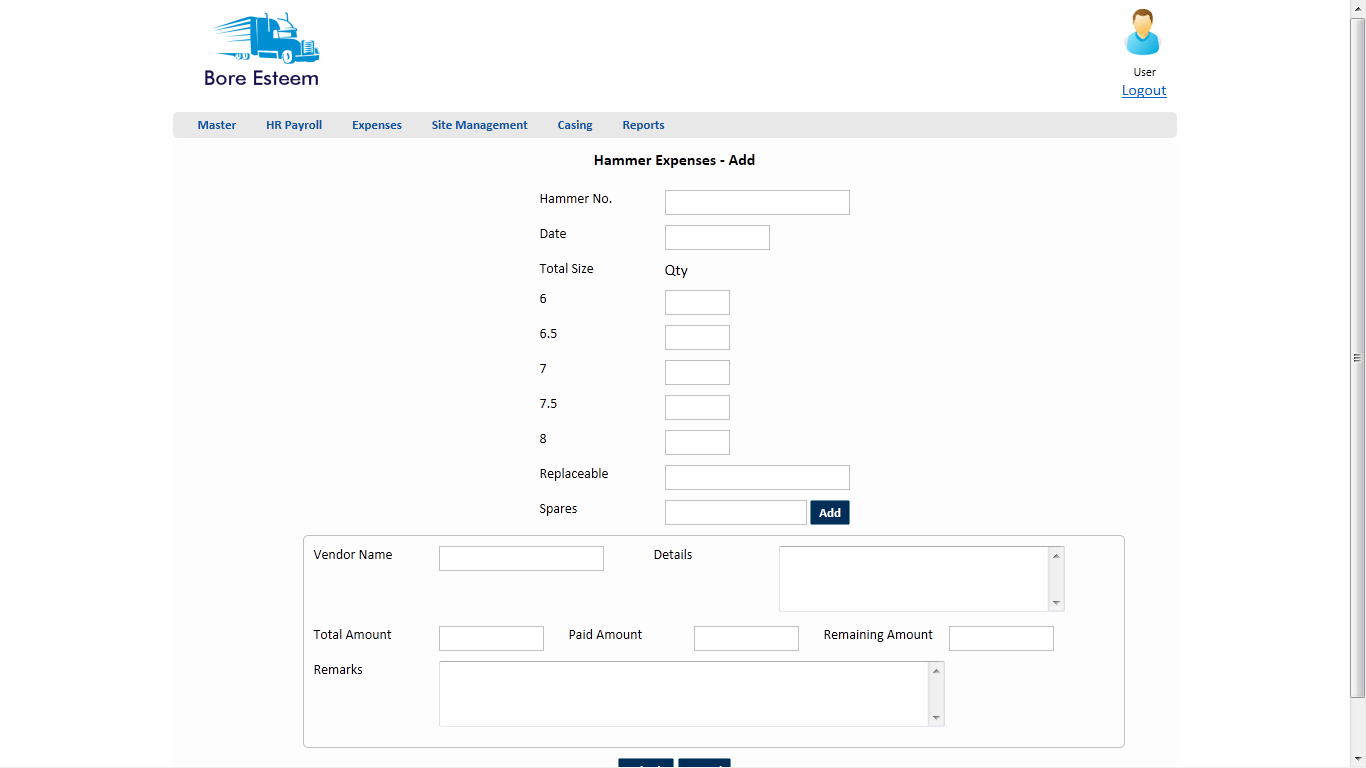 Bore Esteem
User
Logout
Master HR Payroll Expenses Site Management Casing Reports
Hammer Expenses - Add
Hammer No.
Date
Total Size Qty
6
6.5
7
7.5
8
Replaceable
Spares Add
Vendor Name Details
Total Amount Paid Amount Remaining Amount
Remarks